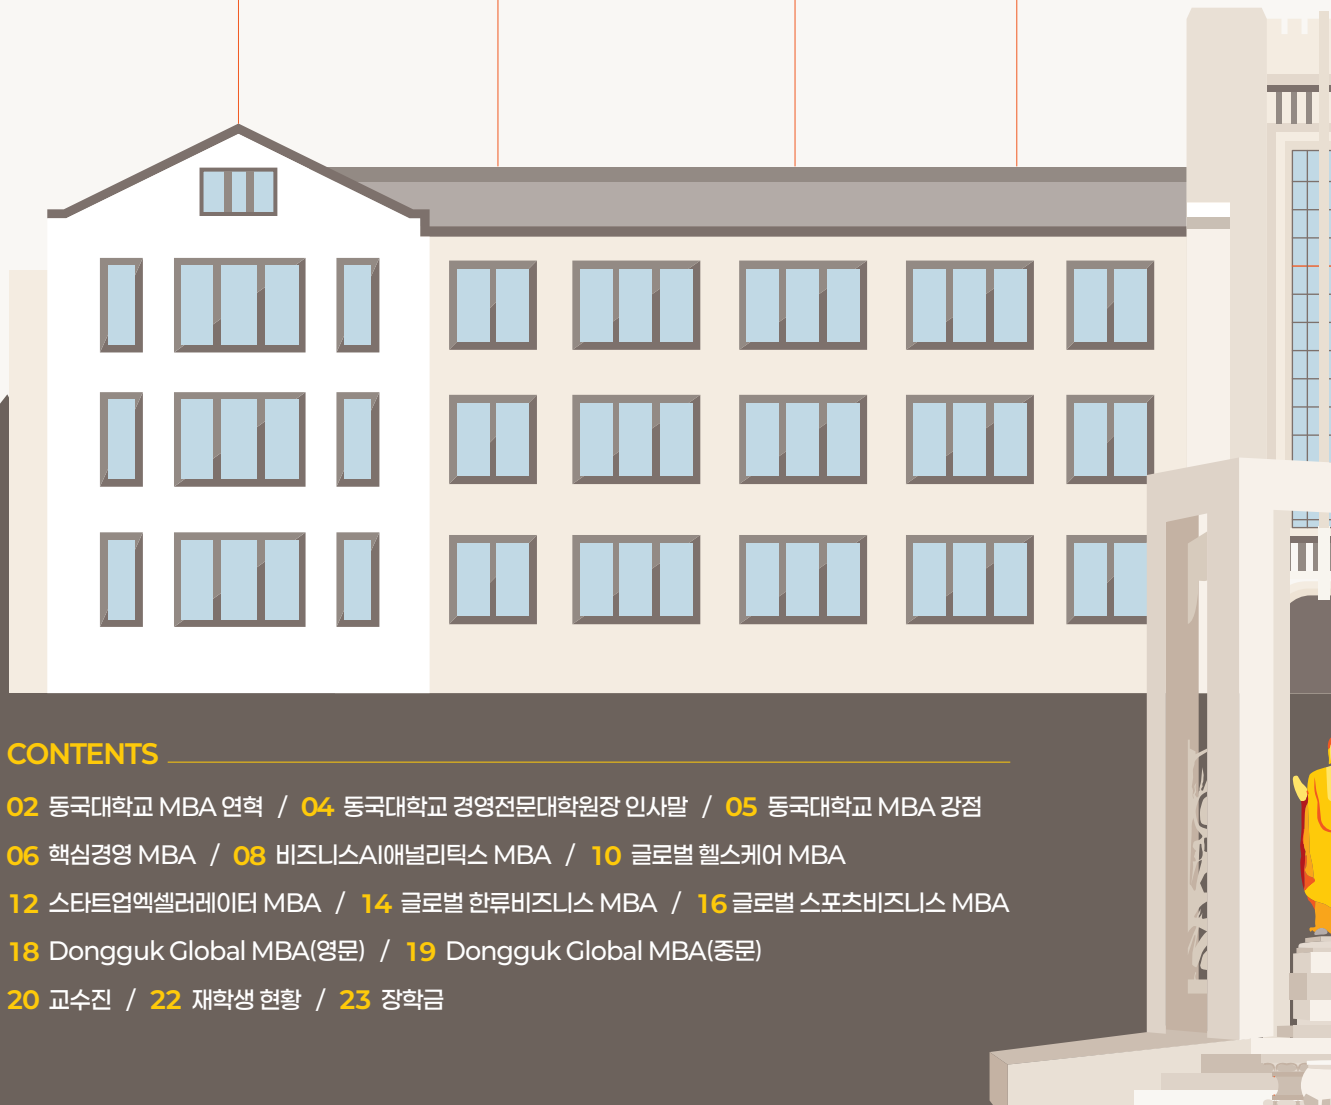 CONTENTS
02 동국대학교 MBA 연혁 / 04 동국대학교 경영전문대학원장 인사말 / 05 동국대학교 MBA 강점
06 핵심경영 MBA / 08 비즈니스AI애널리틱스 MBA / 10 글로벌 헬스케어 MBA
12 스타트업엑셀러레이터 MBA / 14 글로벌 한류비즈니스 MBA / 16 글로벌 스포츠비즈니스 MBA
18 Dongguk Global MBA(영문) / 19 Dongguk Global MBA(중문)
20 교수진 / 22 재학생 현황 / 23 장학금